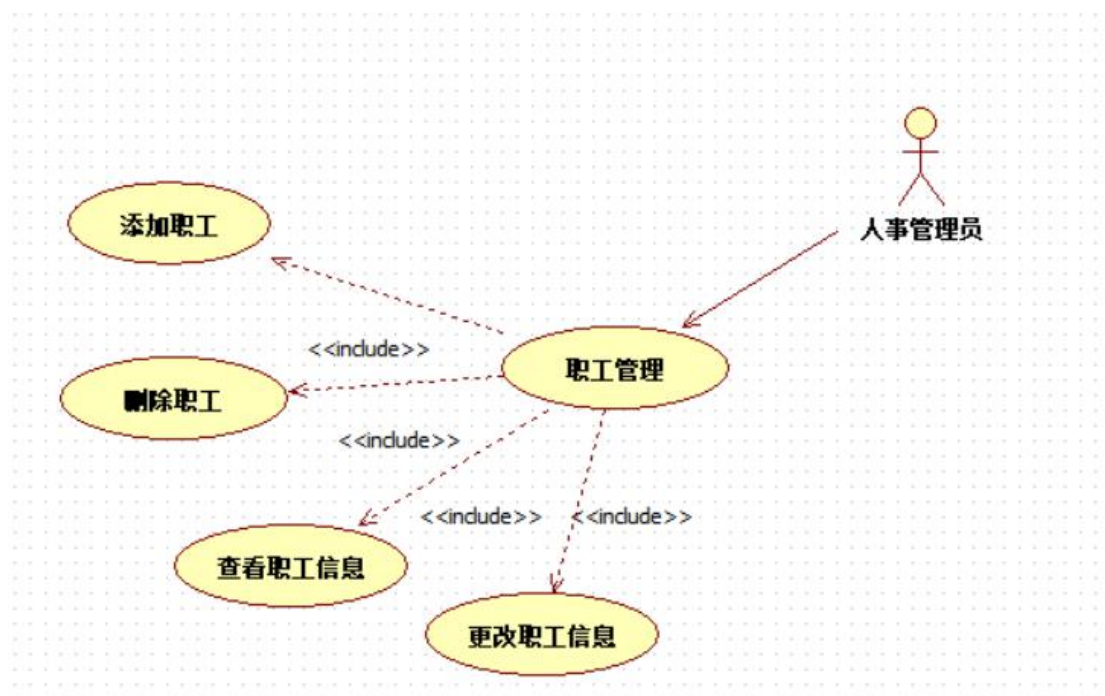 人事管理员
添加职工
<<include>>
职工管理
删除职工
<<include>>
<<include>>
<<include>>
查看职工信息
更改职工信息